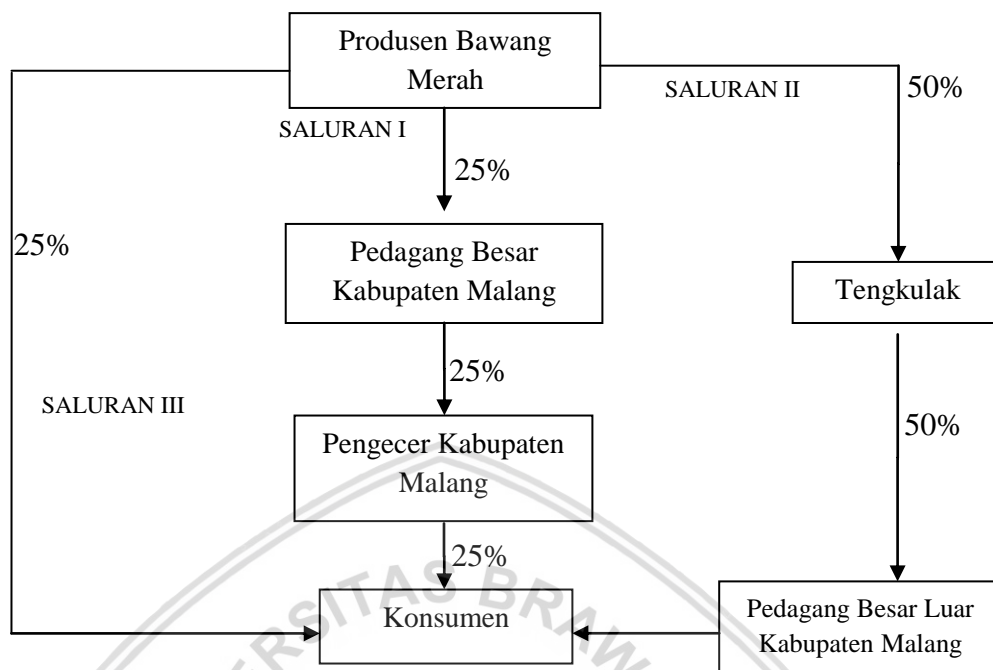 Produsen Bawang
Merah
SALURAN I
SALURAN II
50%
25%
25%
Pedagang Besar
Kabupaten Malang
Tengkulak
25%
SALURAN III
50%
Pengecer Kabupaten
Malang
25%
Konsumen
Pedagang Besar Luar
Kabupaten Malang